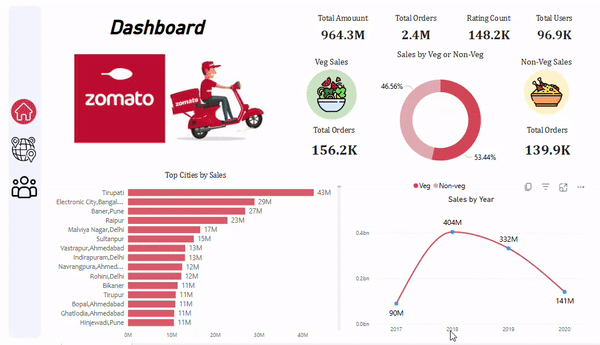 Dashboard
Total Amouunt
Total Orders
Rating Count
Total Users
964.3M
2.4M
148.2K
96.9K
zomato
zomato
Veg Sales
Sales by Veg or Non-Veg
Non-Veg Sales
46.56%
53.44%
Total Orders
Total Orders
156.2K
139.9K
Top Cities by Sales
Tirupati 43M
Electronic City,Bangal... 29M
Baner,Pune 27M
Raipur 23M
Malviya Nagar,Delhi 17M
Sultanpur 15M
Vastrapur,Ahmedabad 13M
Indirapuram,Delhi 13M
Navrangpura,Ahmed... 12M
Rohini,Delhi 12M
Bikaner 11M
Tirupur 11M
Bopal,Ahmedabad 11M
Ghatlodia,Ahmedabad 11M
Hinjewadi,Pune 11M
0M 10M 20M 30M 40M
Veg Non-veg
Sales by Year
404M
0.4bn
332M
0.2bn
141M
90M
0.0bn
2017 2018 2019 2020